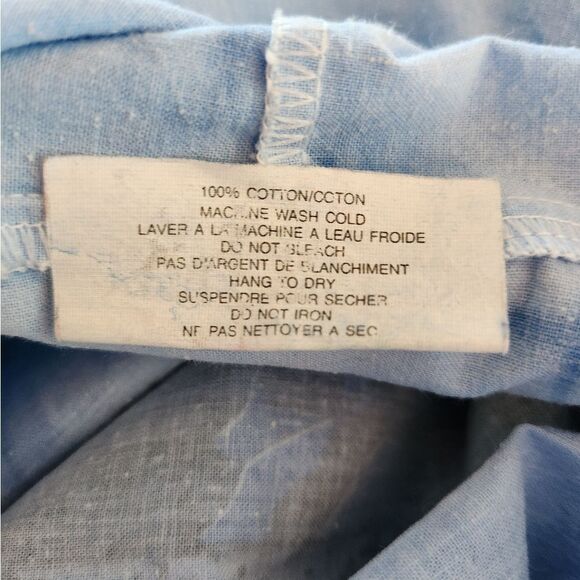 100% COTTON/COTON
MACHINE WASH COLD
LAVER A LA MACHINE A LEAU FROIDE
DO NOT BLEACH
PAS D'ARGENT DE BLANCHIMENT
HANG TO DRY
SUSPENDRE POUR SECHER
DO NOT IRON
NE PAS NETTOYER A SEC